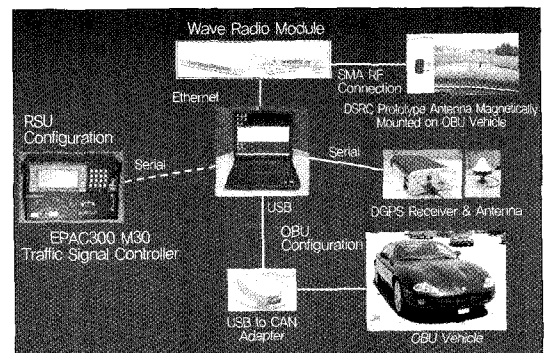 Wave Radio Module
SMA RF
Connection
DSRC Prototype Antenna Magnetically
Mounted on OBU Vehicle
Ethernet
RSU
Configuration
Serial
Serial
DGPS Receiver & Antenna
USB
EPAC300 M30
Traffic Signal Controller
OBU
Configuration
USB to CAN
Adapter
OBU Vehicle